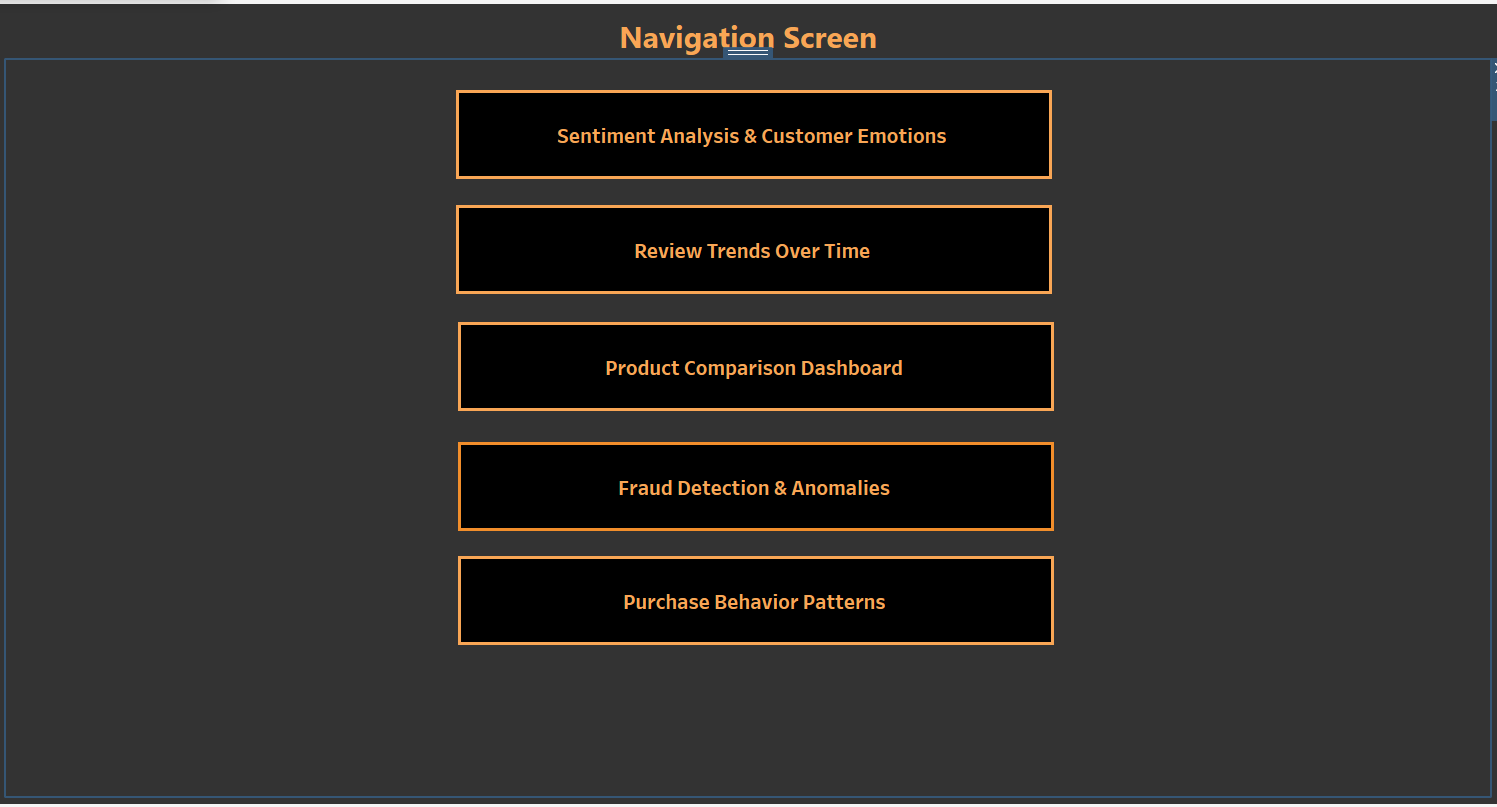 Navigation Screen
Sentiment Analysis & Customer Emotions
Review Trends Over Time
Product Comparison Dashboard
Fraud Detection & Anomalies
Purchase Behavior Patterns